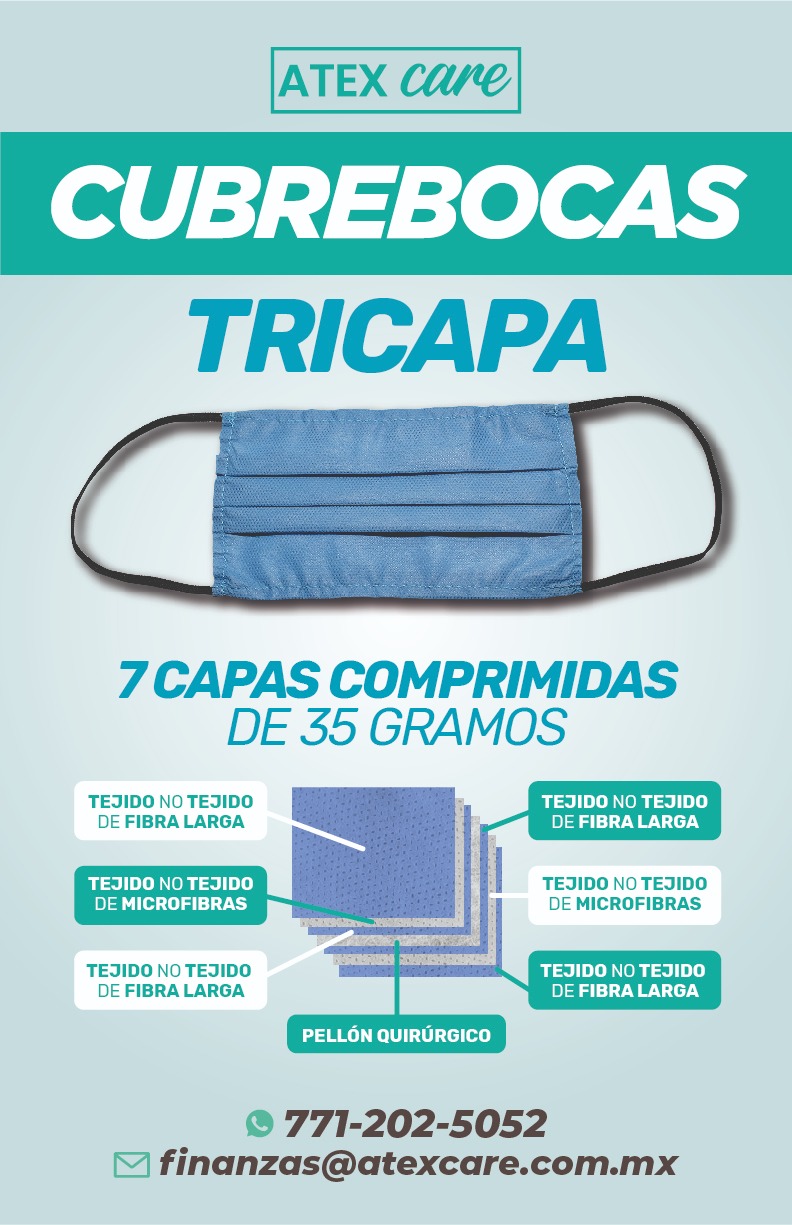 ATEX care
CUBREBOCAS
TRICAPA
7 CAPAS COMPRIMIDAS
DE 35 GRAMOS
TEJIDO NO TEJIDO
DE FIBRA LARGA
TEJIDO NO TEJIDO
DE FIBRA LARGA
TEJIDO NO TEJIDO
DE MICROFIBRAS
TEJIDO NO TEJIDO
DE MICROFIBRAS
TEJIDO NO TEJIDO
DE FIBRA LARGA
TEJIDO NO TEJIDO
DE FIBRA LARGA
PELLÓN QUIRÚRGICO
771-202-5052
finanzas@atexcare.com.mx